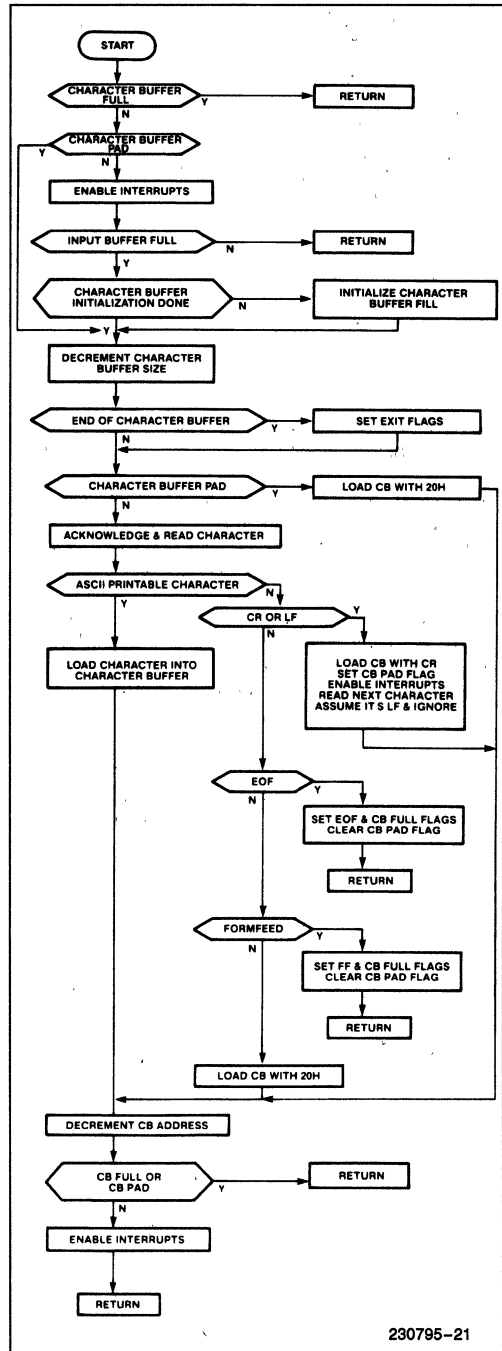 START
CHARACTER BUFFER
FULL
Y
RETURN
N
CHARACTER BUFFER
PAD
Y
N
ENABLE INTERRUPTS
INPUT BUFFER FULL
N
RETURN
Y
CHARACTER BUFFER
INITIALIZATION DONE
N
INITIALIZE CHARACTER
BUFFER FILL
Y
DECREMENT CHARACTER
BUFFER SIZE
END OF CHARACTER BUFFER
Y
SET EXIT FLAGS
N
CHARACTER BUFFER PAD
Y
LOAD CB WITH 20H
N
ACKNOWLEDGE & READ CHARACTER
ASCII PRINTABLE CHARACTER
N
Y
CR OR LF
Y
N
LOAD CHARACTER INTO
CHARACTER BUFFER
LOAD CB WITH CR
SET CB PAD FLAG
ENABLE INTERRUPTS
READ NEXT CHARACTER
ASSUME IT S LF & IGNORE
EOF
Y
N
SET EOF & CB FULL FLAGS
CLEAR CB PAD FLAG
RETURN
FORMFEED
Y
N
SET FF & CB FULL FLAGS
CLEAR CB PAD FLAG
RETURN
LOAD CB WITH 20H
DECREMENT CB ADDRESS
CB FULL OR
CB PAD
Y
RETURN
N
ENABLE INTERRUPTS
RETURN
230795-21